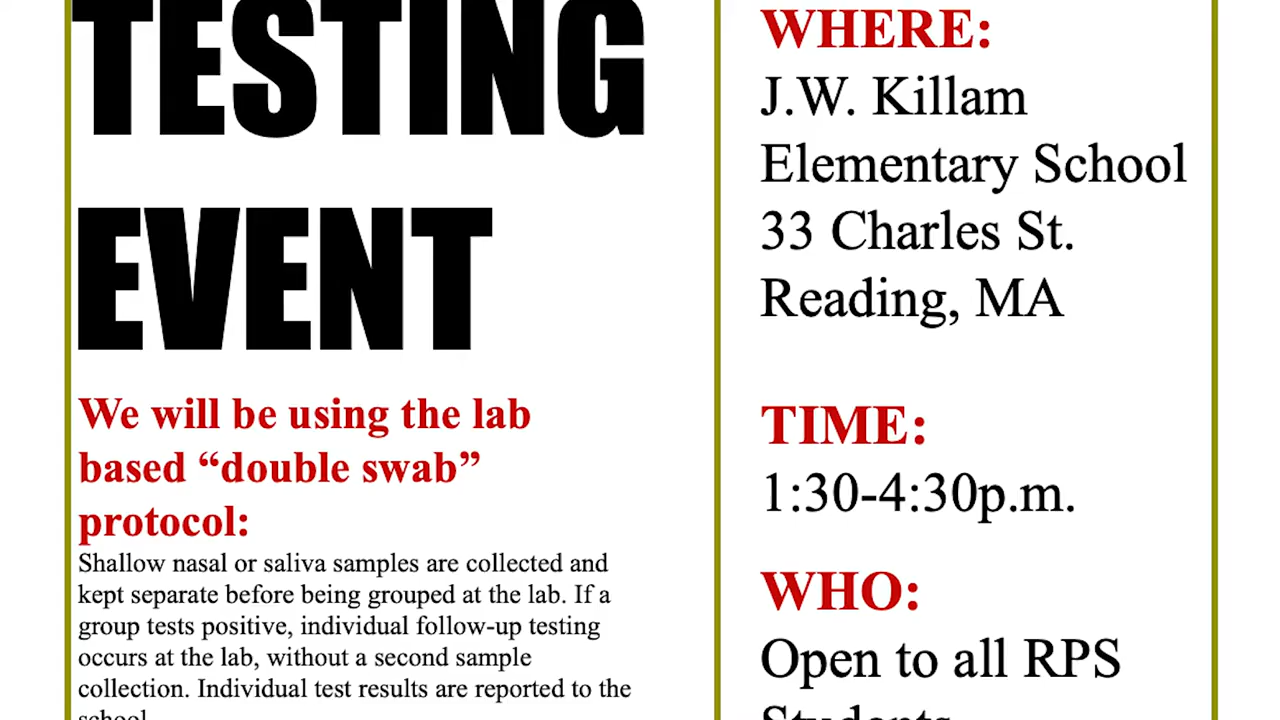 TESTING
EVENT
We will be using the lab
based “double swab”
protocol:
Shallow nasal or saliva samples are collected and
kept separate before being grouped at the lab. If a
group tests positive, individual follow-up testing
occurs at the lab, without a second sample
collection. Individual test results are reported to the
school.
WHERE:
J.W. Killam
Elementary School
33 Charles St.
Reading, MA
TIME:
1:30-4:30p.m.
WHO:
Open to all RPS
Students